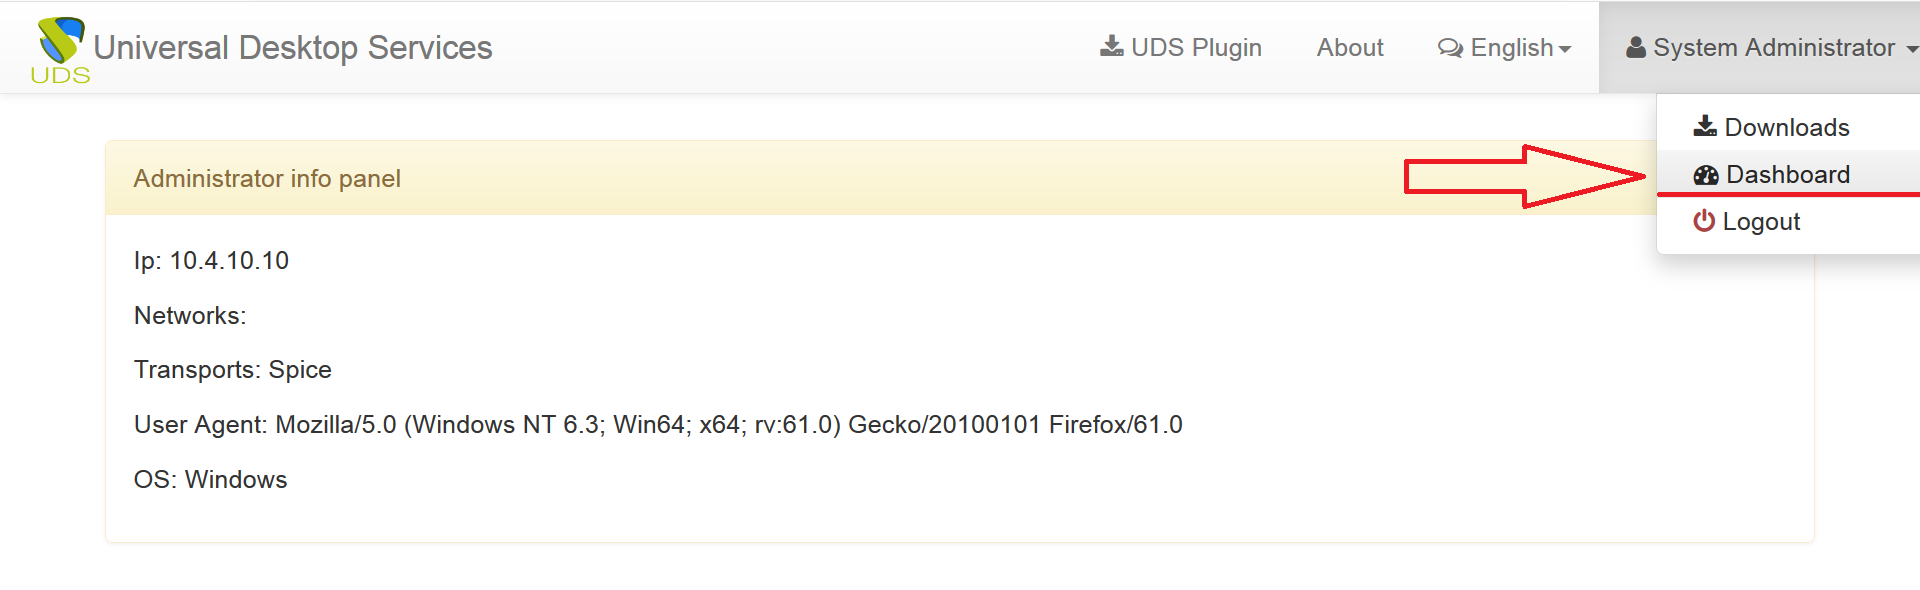 UDS
Universal Desktop Services
UDS Plugin
About
English
System Administrator
Downloads
Dashboard
Logout
Administrator info panel
Ip: 10.4.10.10
Networks:
Transports: Spice
User Agent: Mozilla/5.0 (Windows NT 6.3; Win64; x64; rv:61.0) Gecko/20100101 Firefox/61.0
OS: Windows